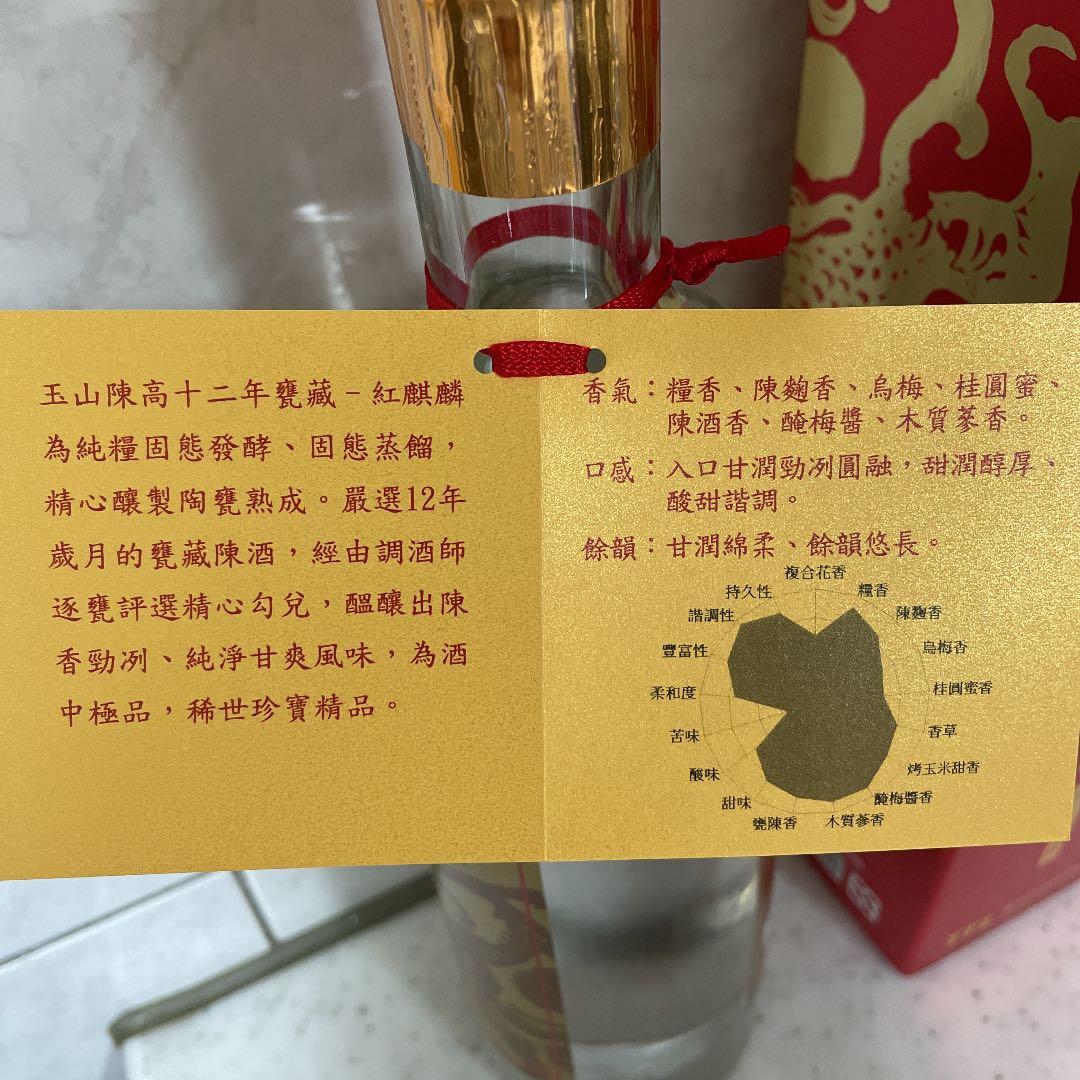 玉山陳高十二年甕藏–紅麒麟
為純糧固態發酵、固態蒸餾，
精心釀製陶甕熟成。嚴選12年
歲月的甕藏陳酒，經由調酒師
逐甕評選精心勾兌，醞釀出陳
香勁冽、純淨甘爽風味，為酒
中極品，稀世珍寶精品。
香氣：糧香、陳麴香、烏梅、桂圓蜜、
陳酒香、醃梅醬、木質蔘香。
口感：入口甘潤勁冽圓融，甜潤醇厚、
酸甜諧調。
餘韻：甘潤綿柔、餘韻悠長。
複合花香
糧香
陳麴香
烏梅香
桂圓蜜香
香草
烤玉米甜香
醃梅醬香
木質蔘香
甕陳香
甜味
酸味
苦味
柔和度
豐富性
諧調性
持久性